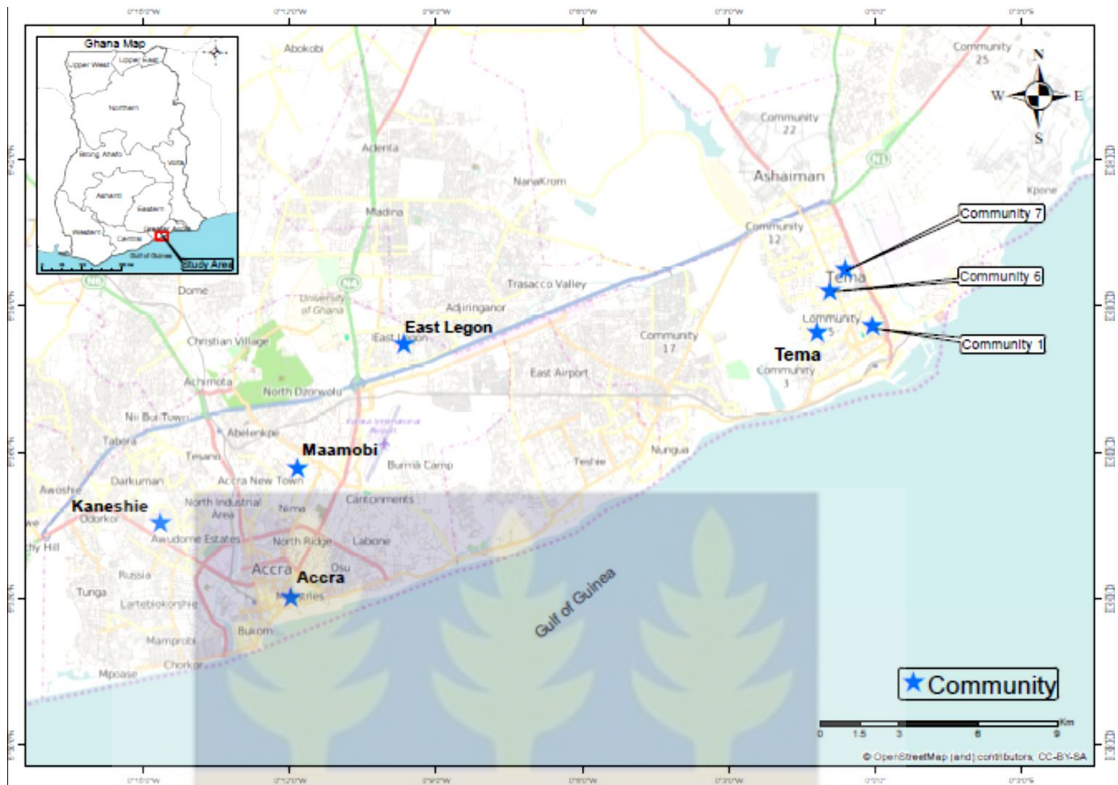 Ghana Map
Upper West
Upper East
Northern
Brong Ahafo
Volta
Ashanti
Eastern
Greater Accra
Western
Central
Gulf of Guinea
Study Area
N
W
E
S
Abokobi
Community
25
Community
22
Adenta
NanaKrom
Ashaiman
N1
Kpone
Madina
Community
12
Community 7
Tema
Community 6
N6
Dome
University
of Ghana
N4
Trasacco Valley
Adjiringanor
East Legon
East Legon
Christian Village
Community
17
Community
5
Community 1
Tema
Achimota
East Airport
Community
3
North Dzorwolu
Nii Boi Town
Tabora
Abelenkpe
Maamobi
Tesano
Burma Camp
Nungua
Awoshie
Darkuman
Accra New Town
Kaneshie
North Industrial
Area
Nima
Cantonments
Odorkor
Awudome Estates
North Ridge
Labone
Russia
Accra
Osu
Accra
Ministries
Tunga
Lartebiokorshie
Bukom
Mamprobi
Chorkor
Mpoase
Gulf of Guinea
Community
Km
0 1.5 3 6 9
© OpenStreetMap (and) contributors, CC-BY-SA